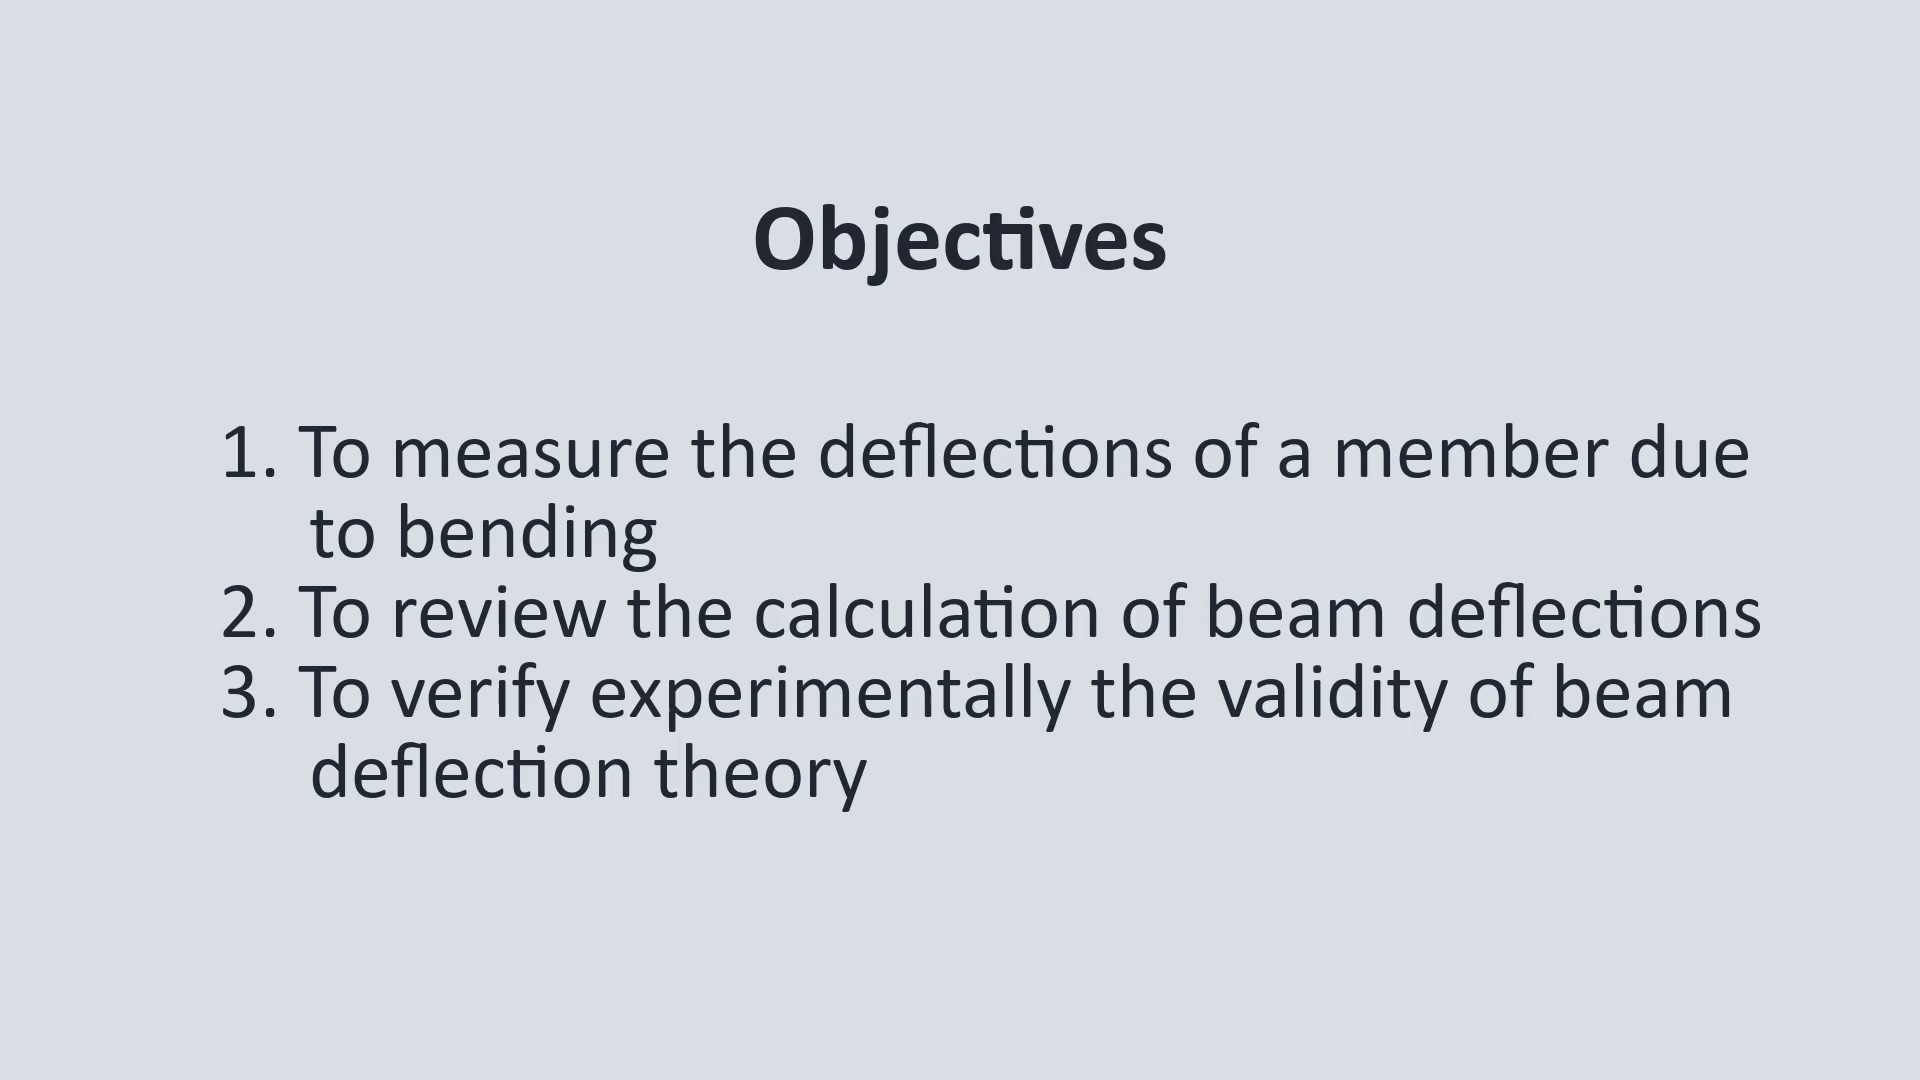 Objectives
1. To measure the deflections of a member due
to bending
2. To review the calculation of beam deflections
3. To verify experimentally the validity of beam
deflection theory